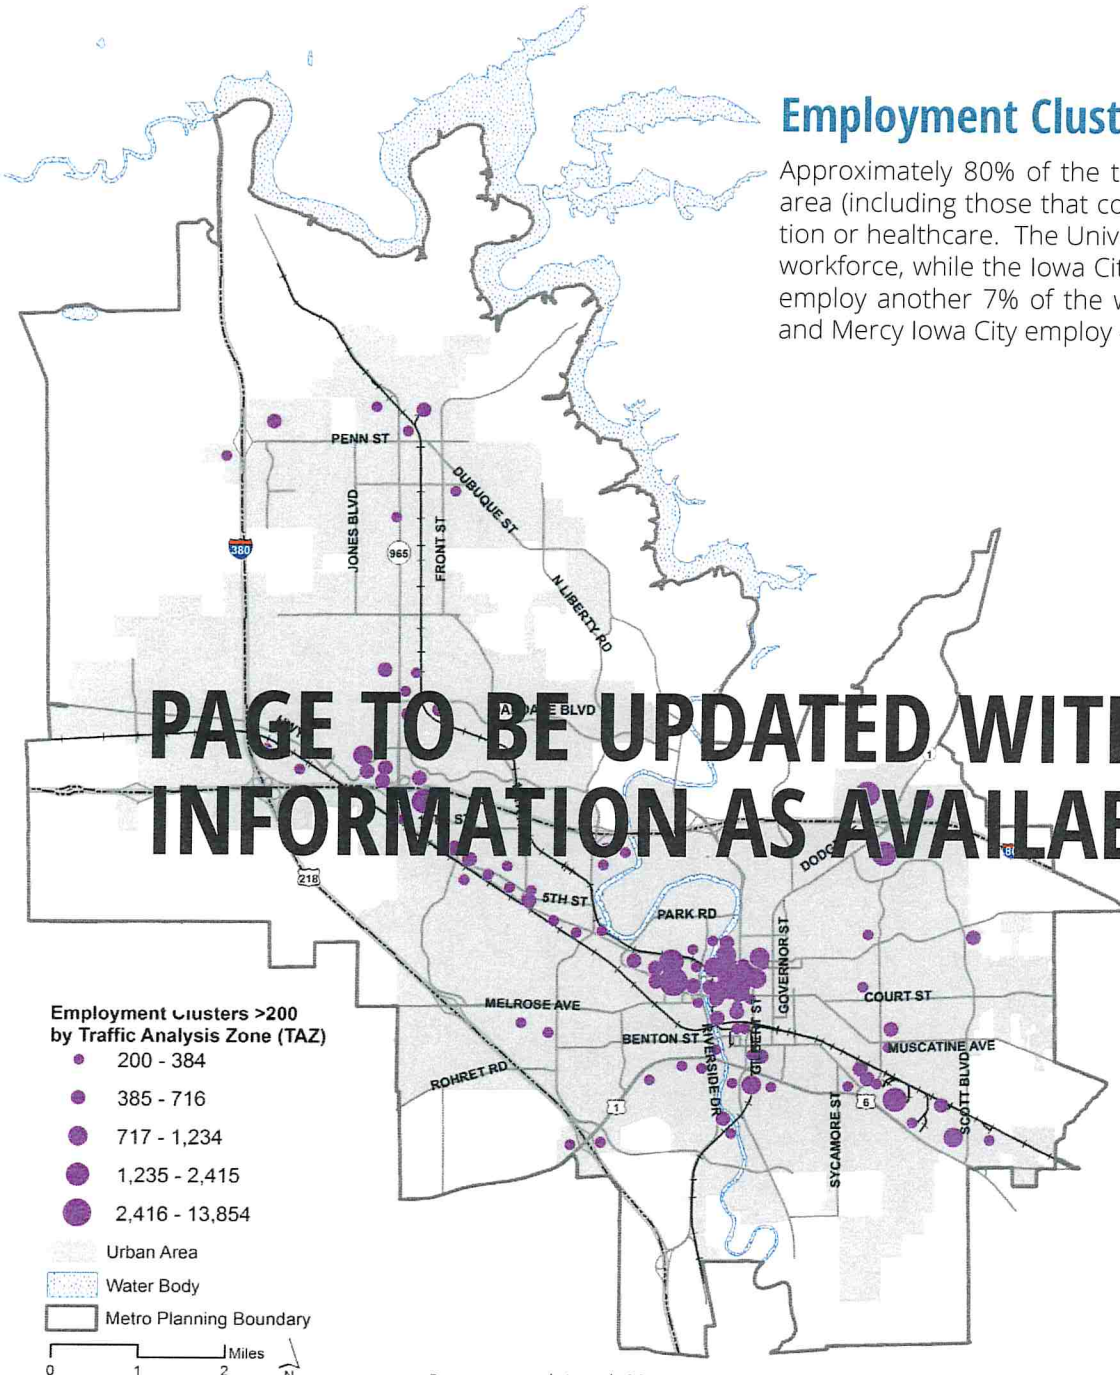 Employment Clust
Approximately 80% of the t
area (including those that co
tion or healthcare. The Univ
workforce, while the Iowa Cit
employ another 7% of the w
and Mercy Iowa City employ
PENN ST
DUBUQUE ST
JONES BLVD
FRONT ST
380
965
N LIBERTY RD
BLVD
PAGE TO BE UPDATED WIT
1
INFORMATION AS AVAILAB
ST
DODG
80
218
5TH ST
PARK RD
GOVERNOR ST
MELROSE AVE
COURT ST
BENTON ST
GILBERT ST
RIVERSIDE DR
MUSCATINE AVE
ROHRET RD
SCOTT BLVD
1
6
SYCAMORE ST
Employment Clusters >200
by Traffic Analysis Zone (TAZ)
200 - 384
385 - 716
717 - 1,234
1,235 - 2,415
2,416 - 13,854
Urban Area
Water Body
Metro Planning Boundary
Miles
0 1 2
N